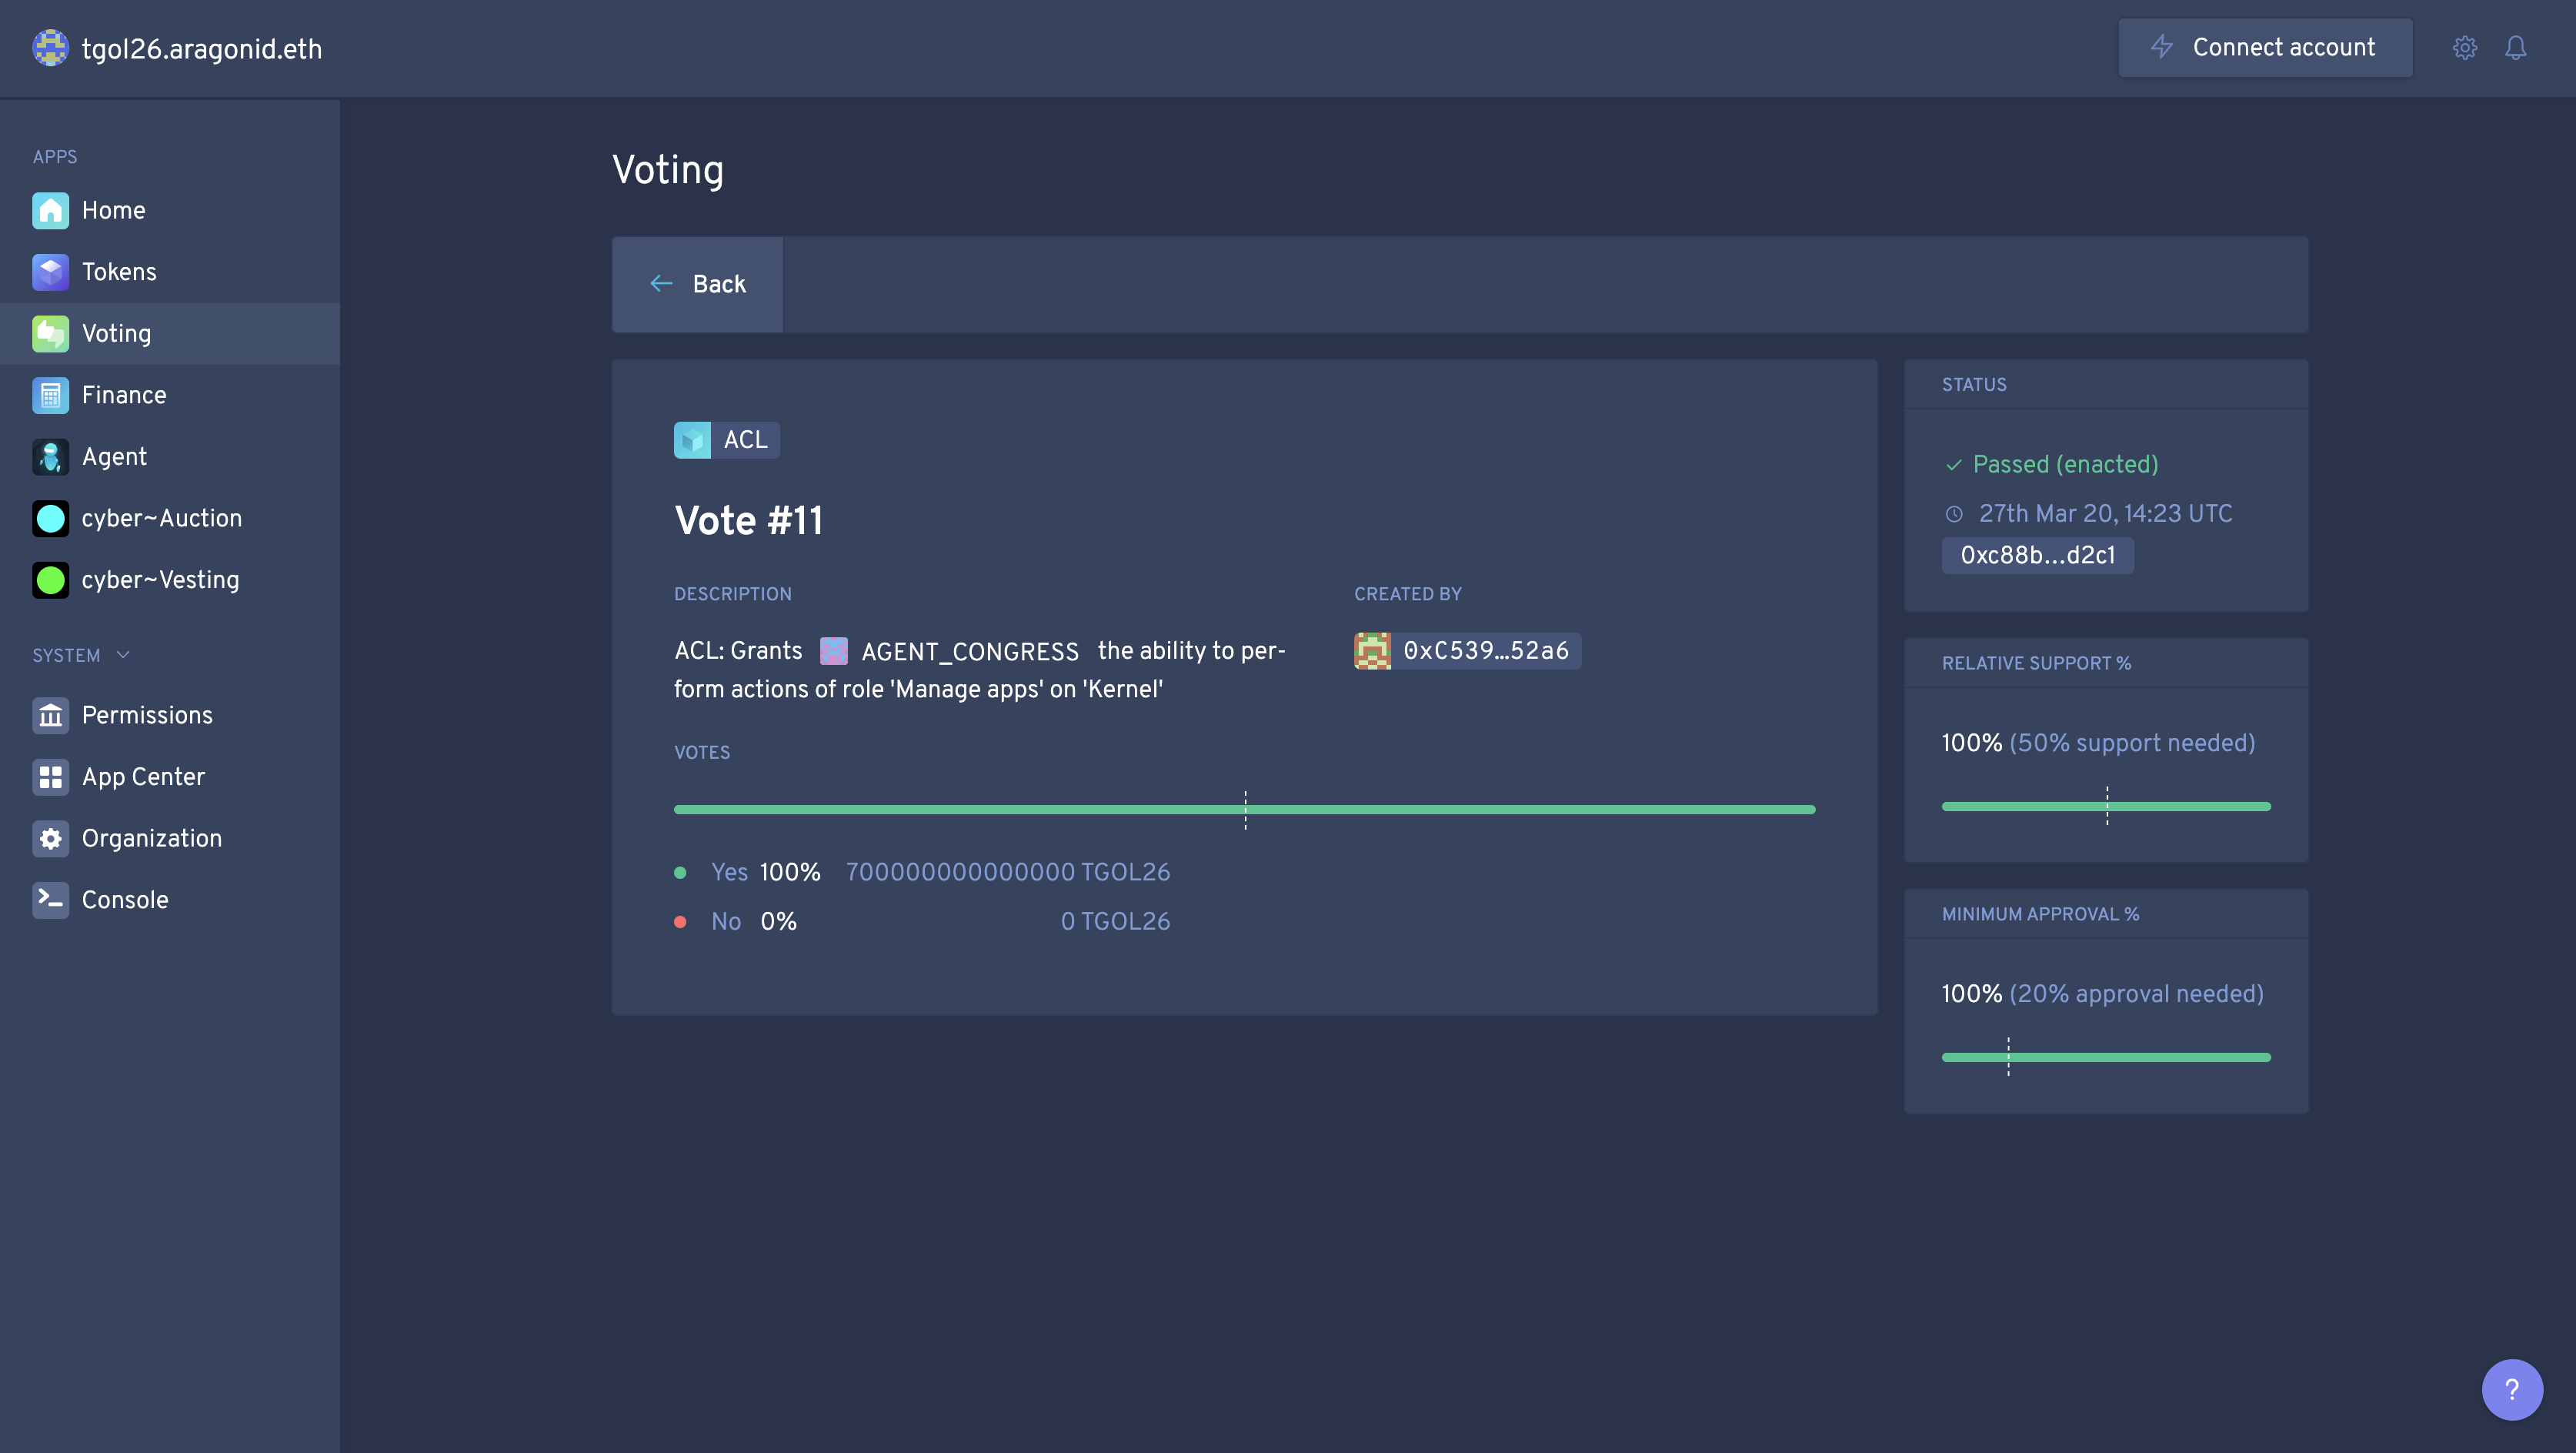 tgol26.aragonid.eth
Connect account
APPS
Home
Tokens
Voting
Finance
Agent
cyber~Auction
cyber~Vesting
SYSTEM
Permissions
App Center
Organization
Console
Voting
Back
ACL
Vote #11
DESCRIPTION
ACL: Grants AGENT_CONGRESS the ability to per-
form actions of role 'Manage apps' on 'Kernel'
CREATED BY
0xC539…52a6
VOTES
Yes 100% 700000000000000 TGOL26
No 0% 0 TGOL26
STATUS
Passed (enacted)
27th Mar 20, 14:23 UTC
0xc88b…d2c1
RELATIVE SUPPORT %
100% (50% support needed)
MINIMUM APPROVAL %
100% (20% approval needed)
?